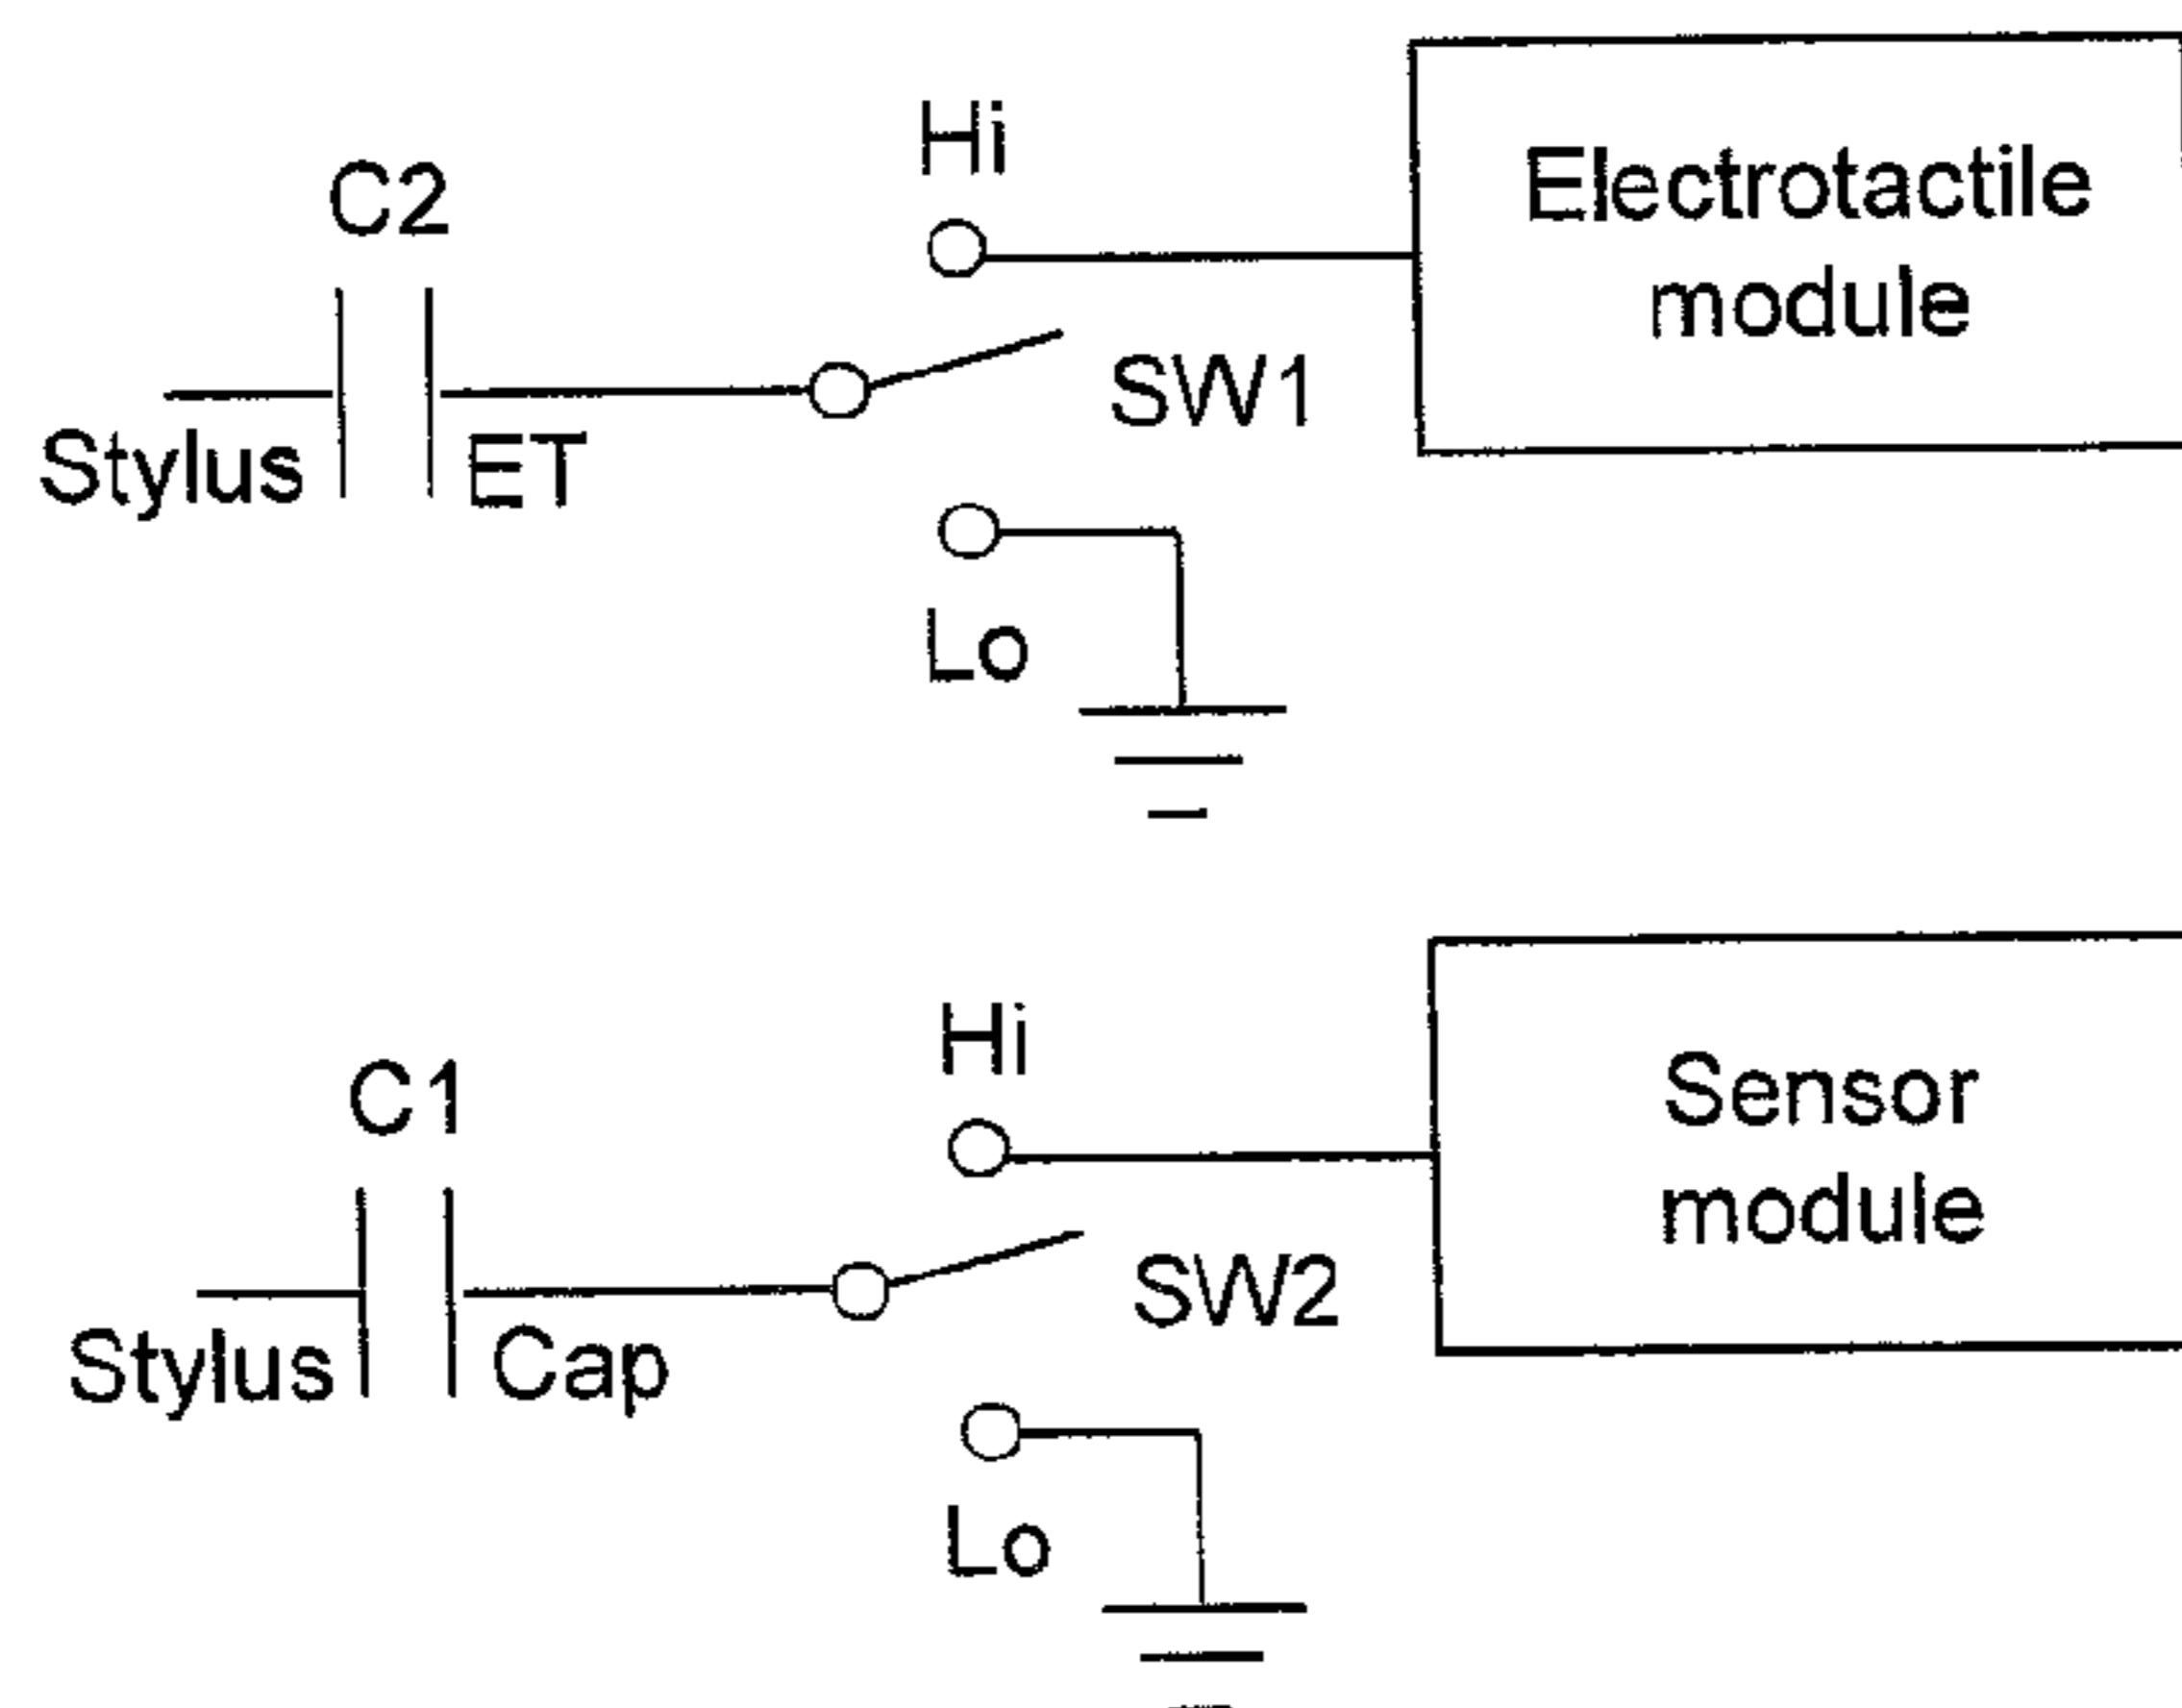 Hi
C2
Electrotactile
module
SW1
Stylus
ET
Lo
Hi
C1
Sensor
module
SW2
Stylus
Cap
Lo